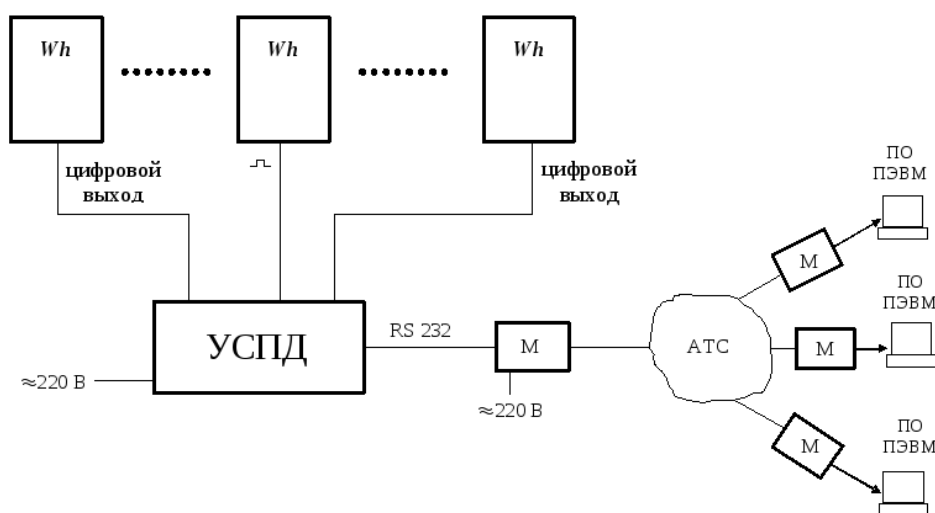 Wh
Wh
Wh
цифровой
выход
цифровой
выход
ПО
ПЭВМ
М
УСПД
RS 232
М
АТС
ПО
ПЭВМ
М
≈220 В
≈220 В
ПО
ПЭВМ
М